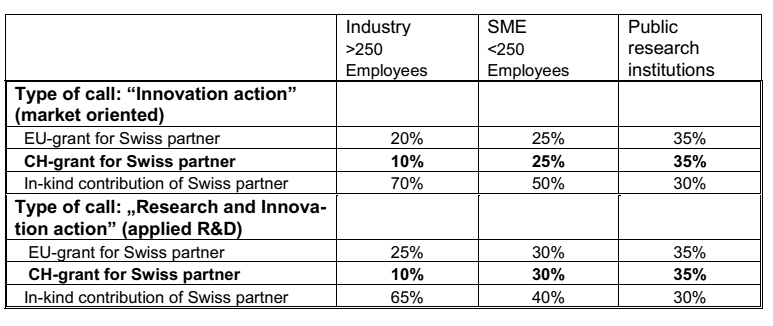 Industry SME Public
>250 <250 research
Employees Employees institutions
Type of call: “Innovation action”
(market oriented)
EU-grant for Swiss partner 20% 25% 35%
CH-grant for Swiss partner 10% 25% 35%
In-kind contribution of Swiss partner 70% 50% 30%
Type of call: „Research and Innova-
tion action” (applied R&D)
EU-grant for Swiss partner 25% 30% 35%
CH-grant for Swiss partner 10% 30% 35%
In-kind contribution of Swiss partner 65% 40% 30%